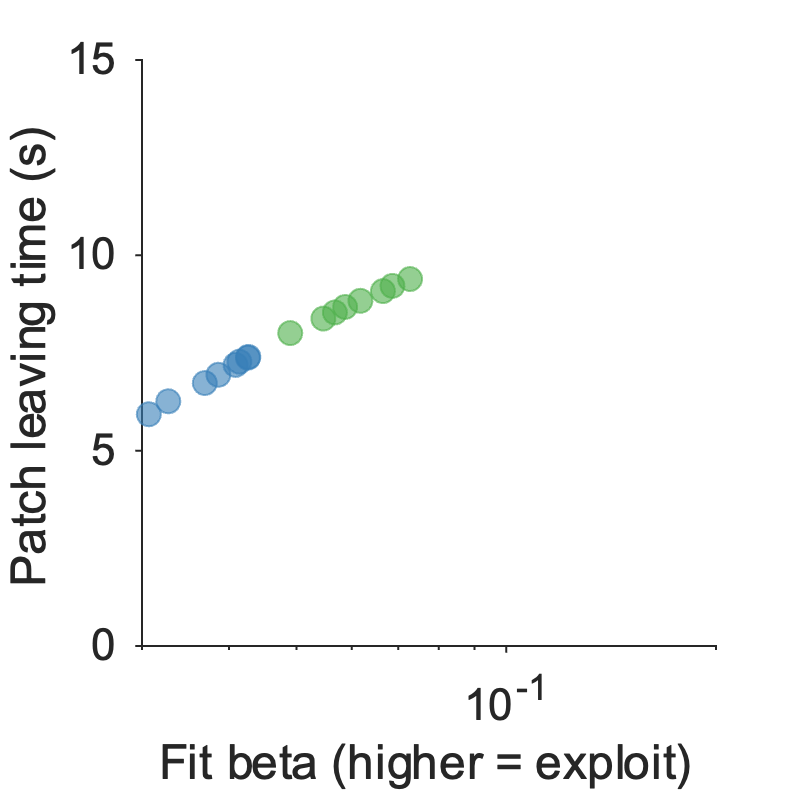 15
10
5
0
Patch leaving time (s)
10-1
Fit beta (higher = exploit)